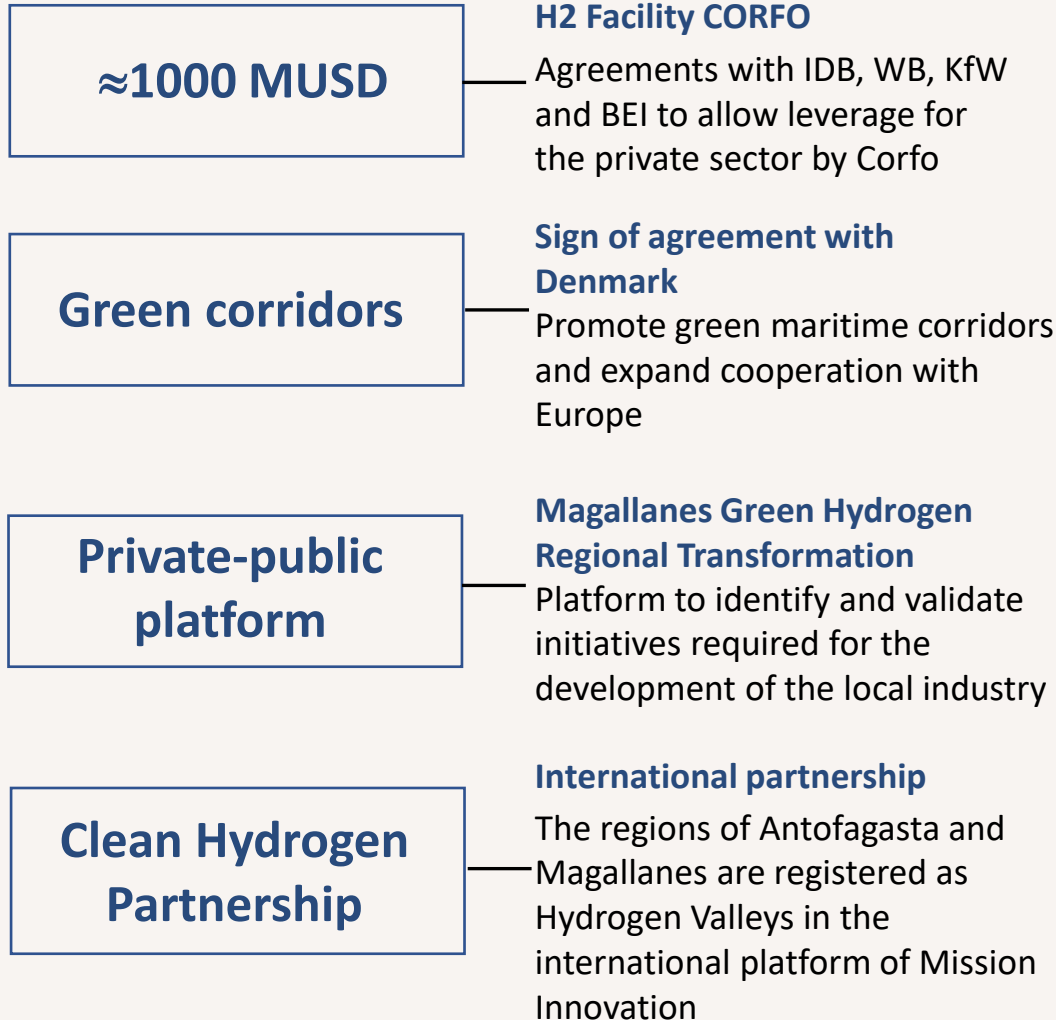 ≈1000 MUSD
H2 Facility CORFO
Agreements with IDB, WB, KfW
and BEI to allow leverage for
the private sector by Corfo
Green corridors
Sign of agreement with
Denmark
Promote green maritime corridors
and expand cooperation with
Europe
Private-public
platform
Magallanes Green Hydrogen
Regional Transformation
Platform to identify and validate
initiatives required for the
development of the local industry
Clean Hydrogen
Partnership
International partnership
The regions of Antofagasta and
Magallanes are registered as
Hydrogen Valleys in the
international platform of Mission
Innovation